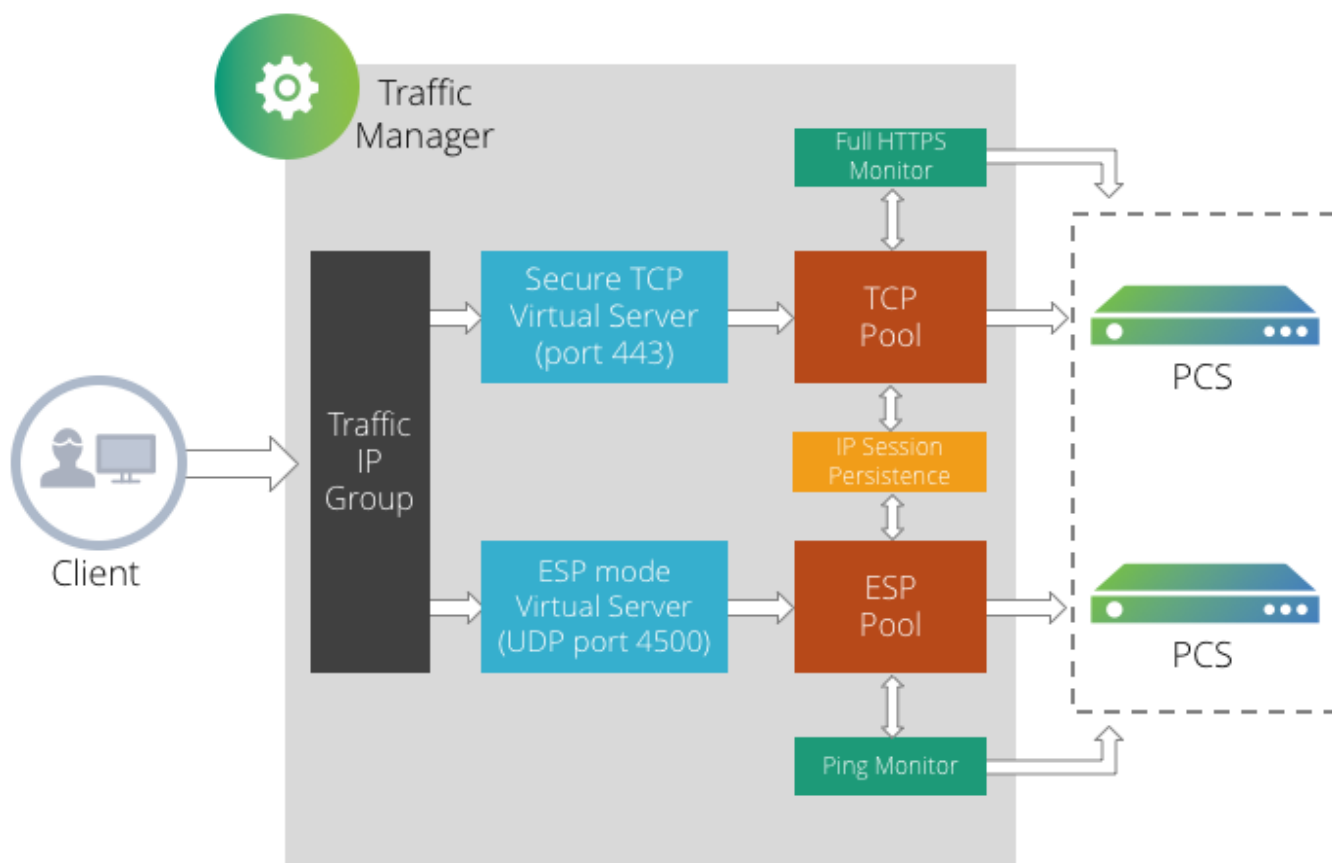 Traffic
Manager
Full HTTPS
Monitor
Secure TCP
Virtual Server
(port 443)
TCP
Pool
PCS
Traffic
IP
Group
IP Session
Persistence
Client
ESP mode
Virtual Server
(UDP port 4500)
ESP
Pool
PCS
Ping Monitor